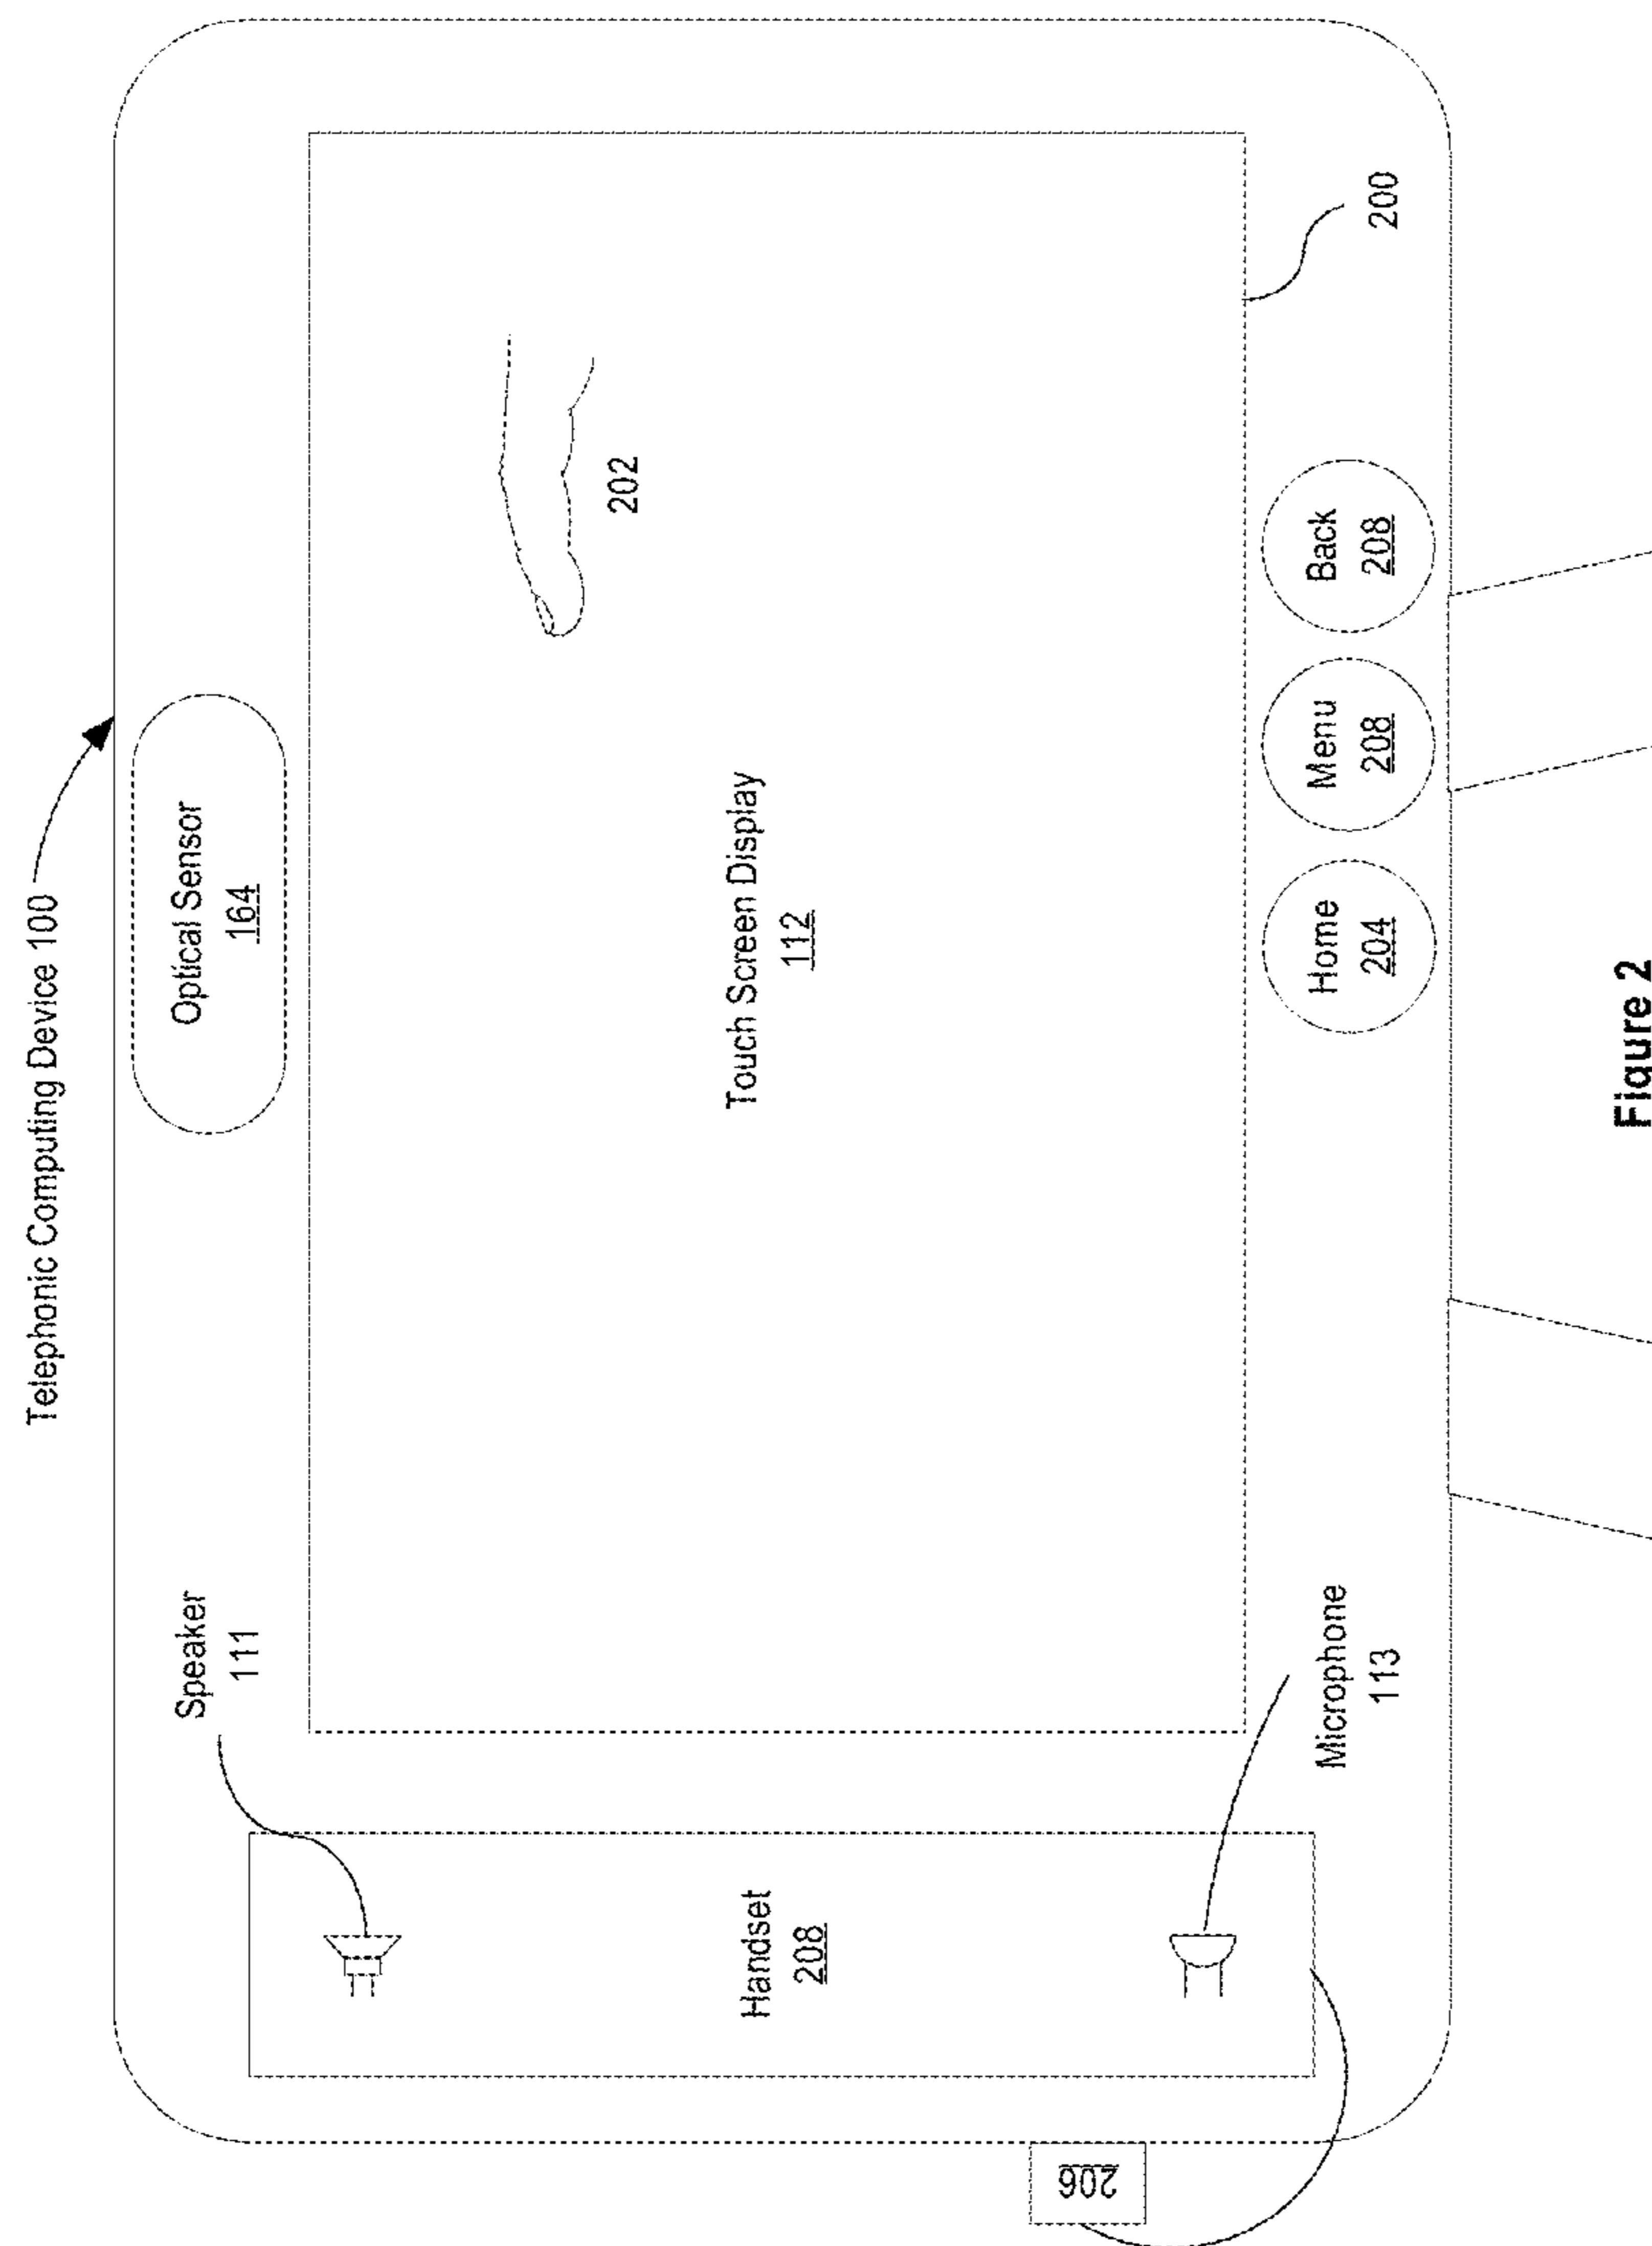 Telephonic Computing Device 100
Optical Sensor
164
Speaker
111
202
Touch Screen Display
112
Handset
208
Home
204
Menu
208
Back
208
200
Microphone
113
206
Figure 2